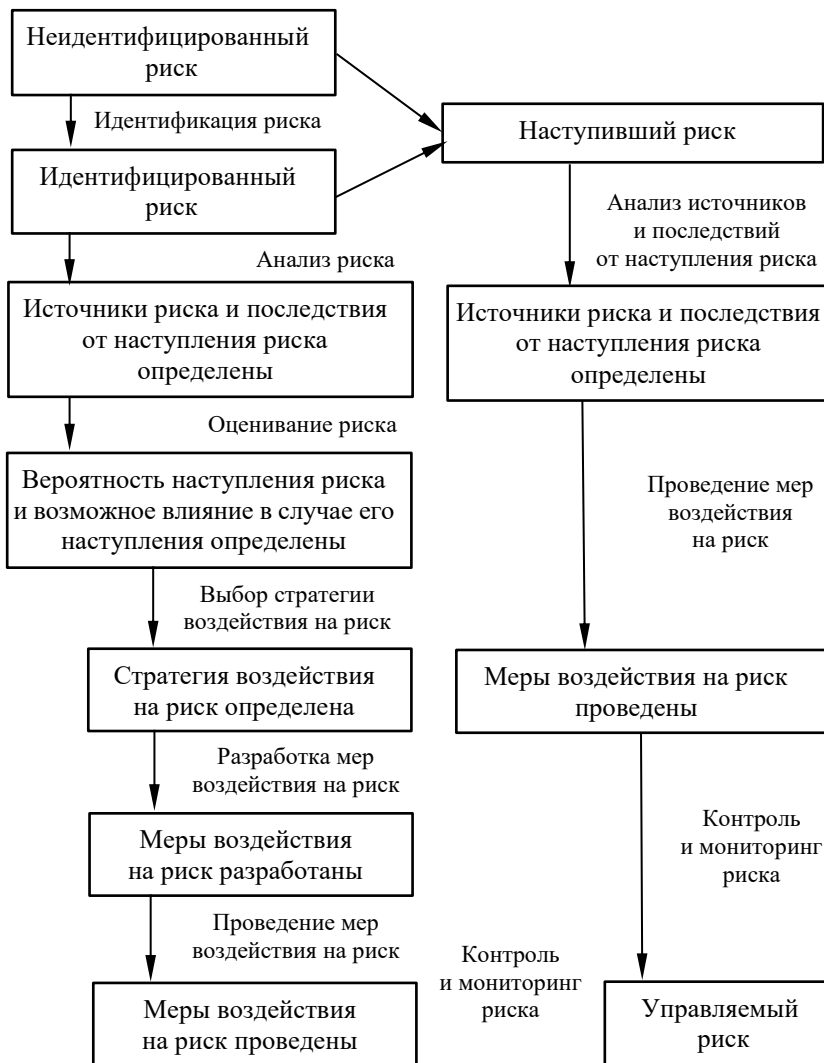 Неидентифицированный
риск
Идентификация риска
Наступивший риск
Идентифицированный
риск
Анализ источников
и последствий
от наступления риска
Анализ риска
Источники риска и последствия
от наступления риска
определены
Источники риска и последствия
от наступления риска
определены
Оценивание риска
Вероятность наступления риска
и возможное влияние в случае его
наступления определены
Проведение мер
воздействия
на риск
Выбор стратегии
воздействия на риск
Стратегия воздействия
на риск определена
Меры воздействия на риск
проведены
Разработка мер
воздействия на риск
Меры воздействия
на риск разработаны
Контроль
и мониторинг
риска
Проведение мер
воздействия на риск
Контроль
и мониторинг
риска
Меры воздействия
на риск проведены
Управляемый
риск